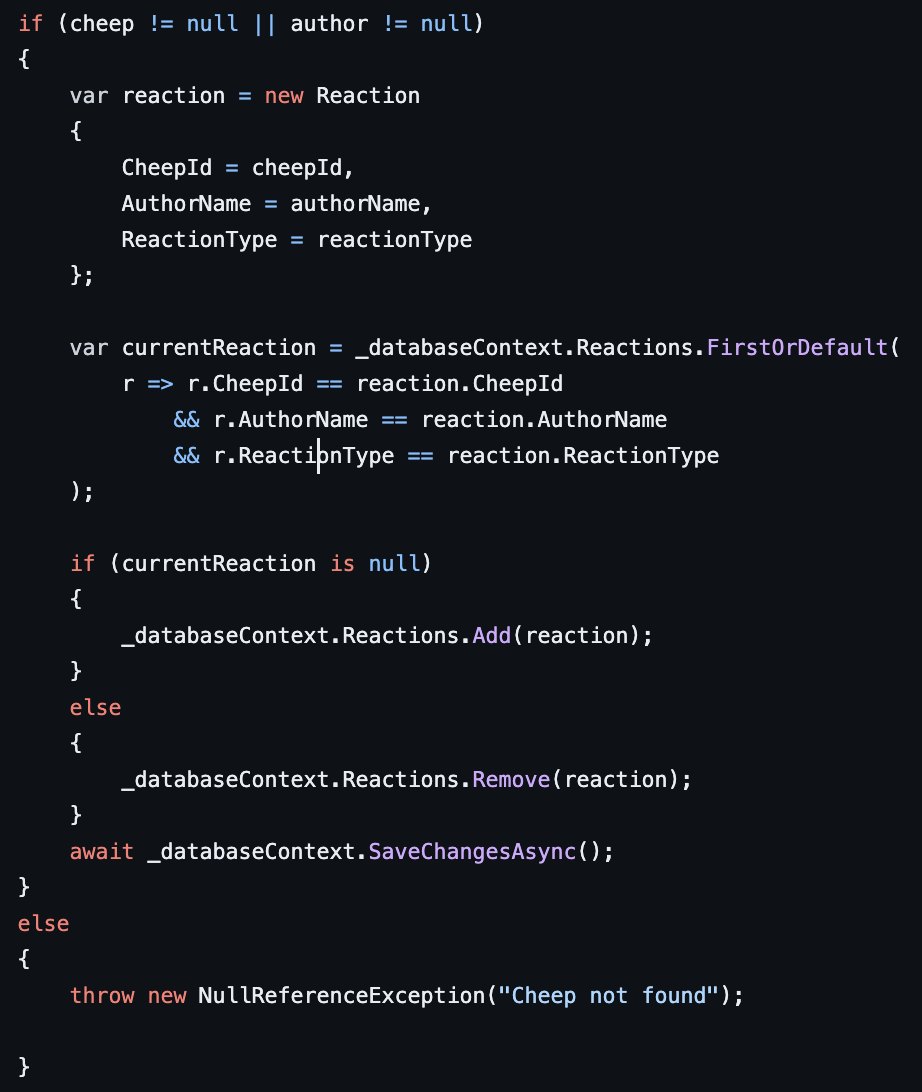 if (cheep != null || author != null)
{
    var reaction = new Reaction
    {
        CheepId = cheepId,
        AuthorName = authorName,
        ReactionType = reactionType
    };

    var currentReaction = _databaseContext.Reactions.FirstOrDefault(
        r => r.CheepId == reaction.CheepId
            && r.AuthorName == reaction.AuthorName
            && r.ReactionType == reaction.ReactionType
    );

    if (currentReaction is null)
    {
        _databaseContext.Reactions.Add(reaction);
    }
    else
    {
        _databaseContext.Reactions.Remove(reaction);
    }
    await _databaseContext.SaveChangesAsync();
}
else
{
    throw new NullReferenceException("Cheep not found");

}